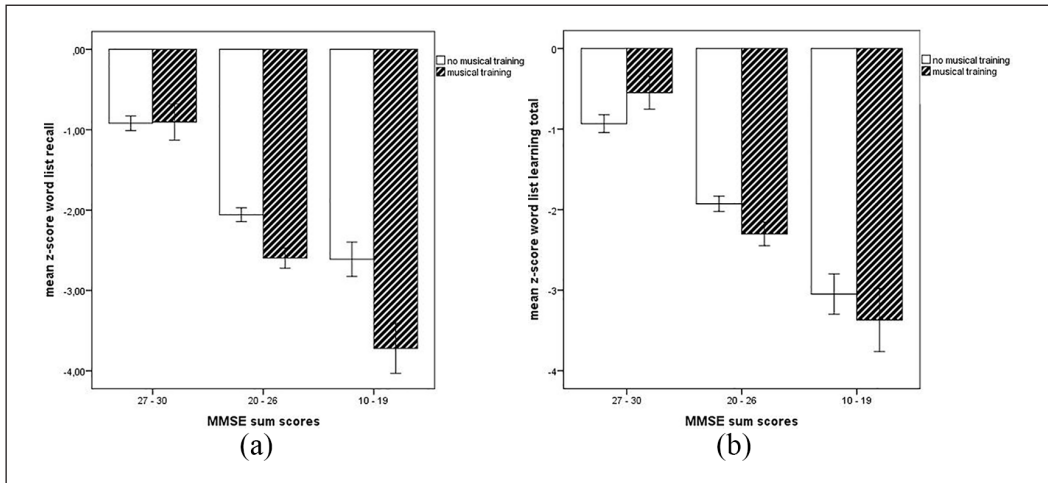 ,00
-1,00
-2,00
-3,00
-4,00
mean z-score word list recall
27 - 30
20 - 26
10 - 19
MMSE sum scores
no musical training
musical training
(a)
0
-1
-2
-3
-4
mean z-score word list learning total
27 - 30
20 - 26
10 - 19
MMSE sum scores
no musical training
musical training
(b)